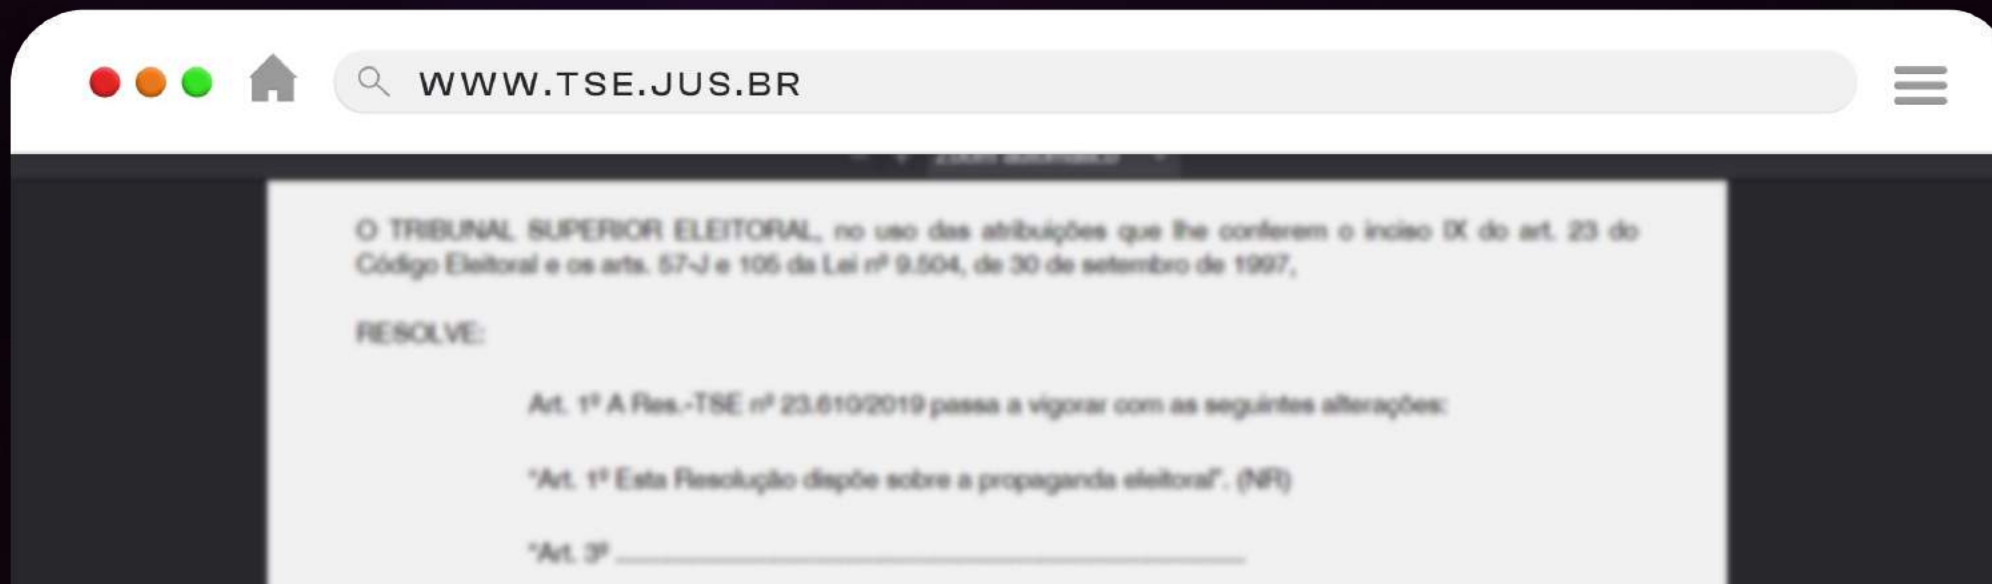 WWW.TSE.JUS.BR
Zoom automático
O TRIBUNAL SUPERIOR ELEITORAL, no uso das atribuições que lhe conferem o inciso IX do art. 23 do
Código Eleitoral e os arts. 57-J e 105 da Lei nº 9.504, de 30 de setembro de 1997,
RESOLVE:
Art. 1º A Res.-TSE nº 23.610/2019 passa a vigorar com as seguintes alterações:
"Art. 1º Esta Resolução dispõe sobre a propaganda eleitoral". (NR)
"Art. 3º